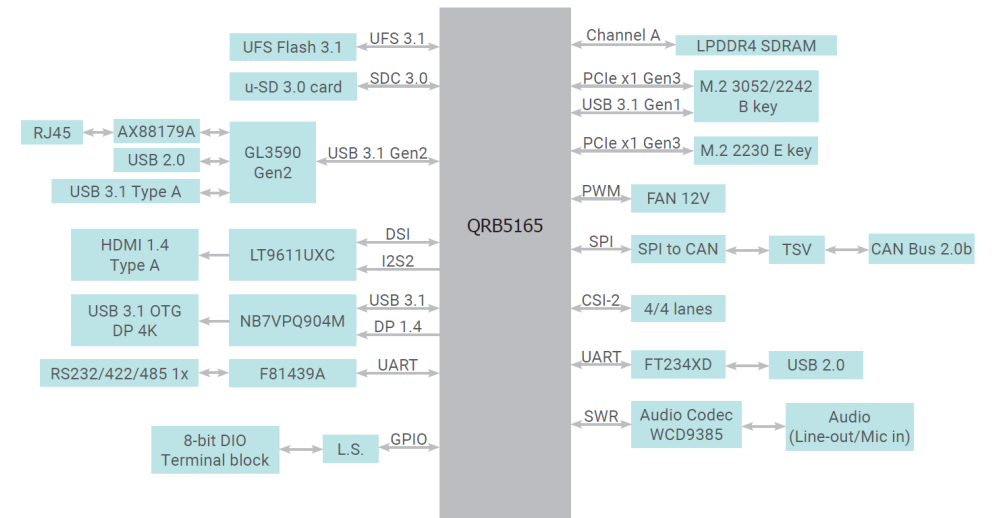 UFS Flash 3.1
UFS 3.1
u-SD 3.0 card
SDC 3.0
RJ45
AX88179A
USB 2.0
USB 3.1 Type A
GL3590
Gen2
USB 3.1 Gen2
HDMI 1.4
Type A
LT9611UXC
DSI
I2S2
USB 3.1 OTG
DP 4K
NB7VPQ904M
USB 3.1
DP 1.4
RS232/422/485 1x
F81439A
UART
8-bit DIO
Terminal block
L.S.
GPIO
QRB5165
Channel A
LPDDR4 SDRAM
PCIe x1 Gen3
USB 3.1 Gen1
M.2 3052/2242
B key
PCIe x1 Gen3
M.2 2230 E key
PWM
FAN 12V
SPI
SPI to CAN
TSV
CAN Bus 2.0b
CSI-2
4/4 lanes
UART
FT234XD
USB 2.0
SWR
Audio Codec
WCD9385
Audio
(Line-out/Mic in)